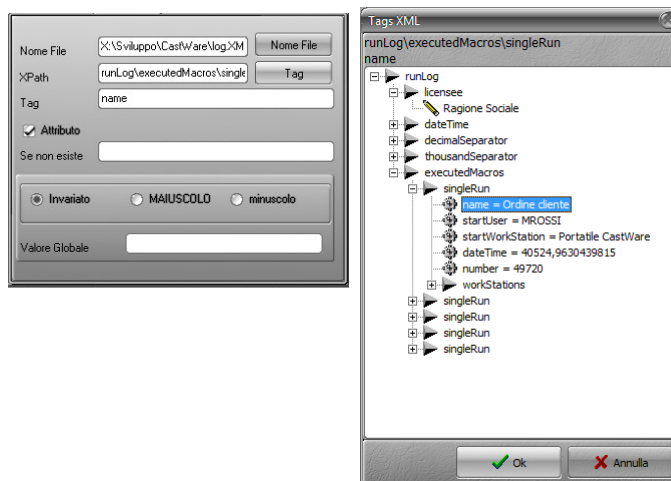 Nome File X:\Sviluppo\CastWare\log.XM Nome File
XPath runLog\executedMacros\single Tag
Tag name
Attributo
Se non esiste
Invariato MAIUSCOLO minuscolo
Valore Globale
Tags XML
runLog\executedMacros\singleRun
name
runLog
licensee
Ragione Sociale
dateTime
decimalSeparator
thousandSeparator
executedMacros
singleRun
name = Ordine cliente
startUser = MROSSI
startWorkStation = Portatile CastWare
dateTime = 40524,9630439815
number = 49720
workStations
singleRun
singleRun
singleRun
singleRun
Ok Annulla